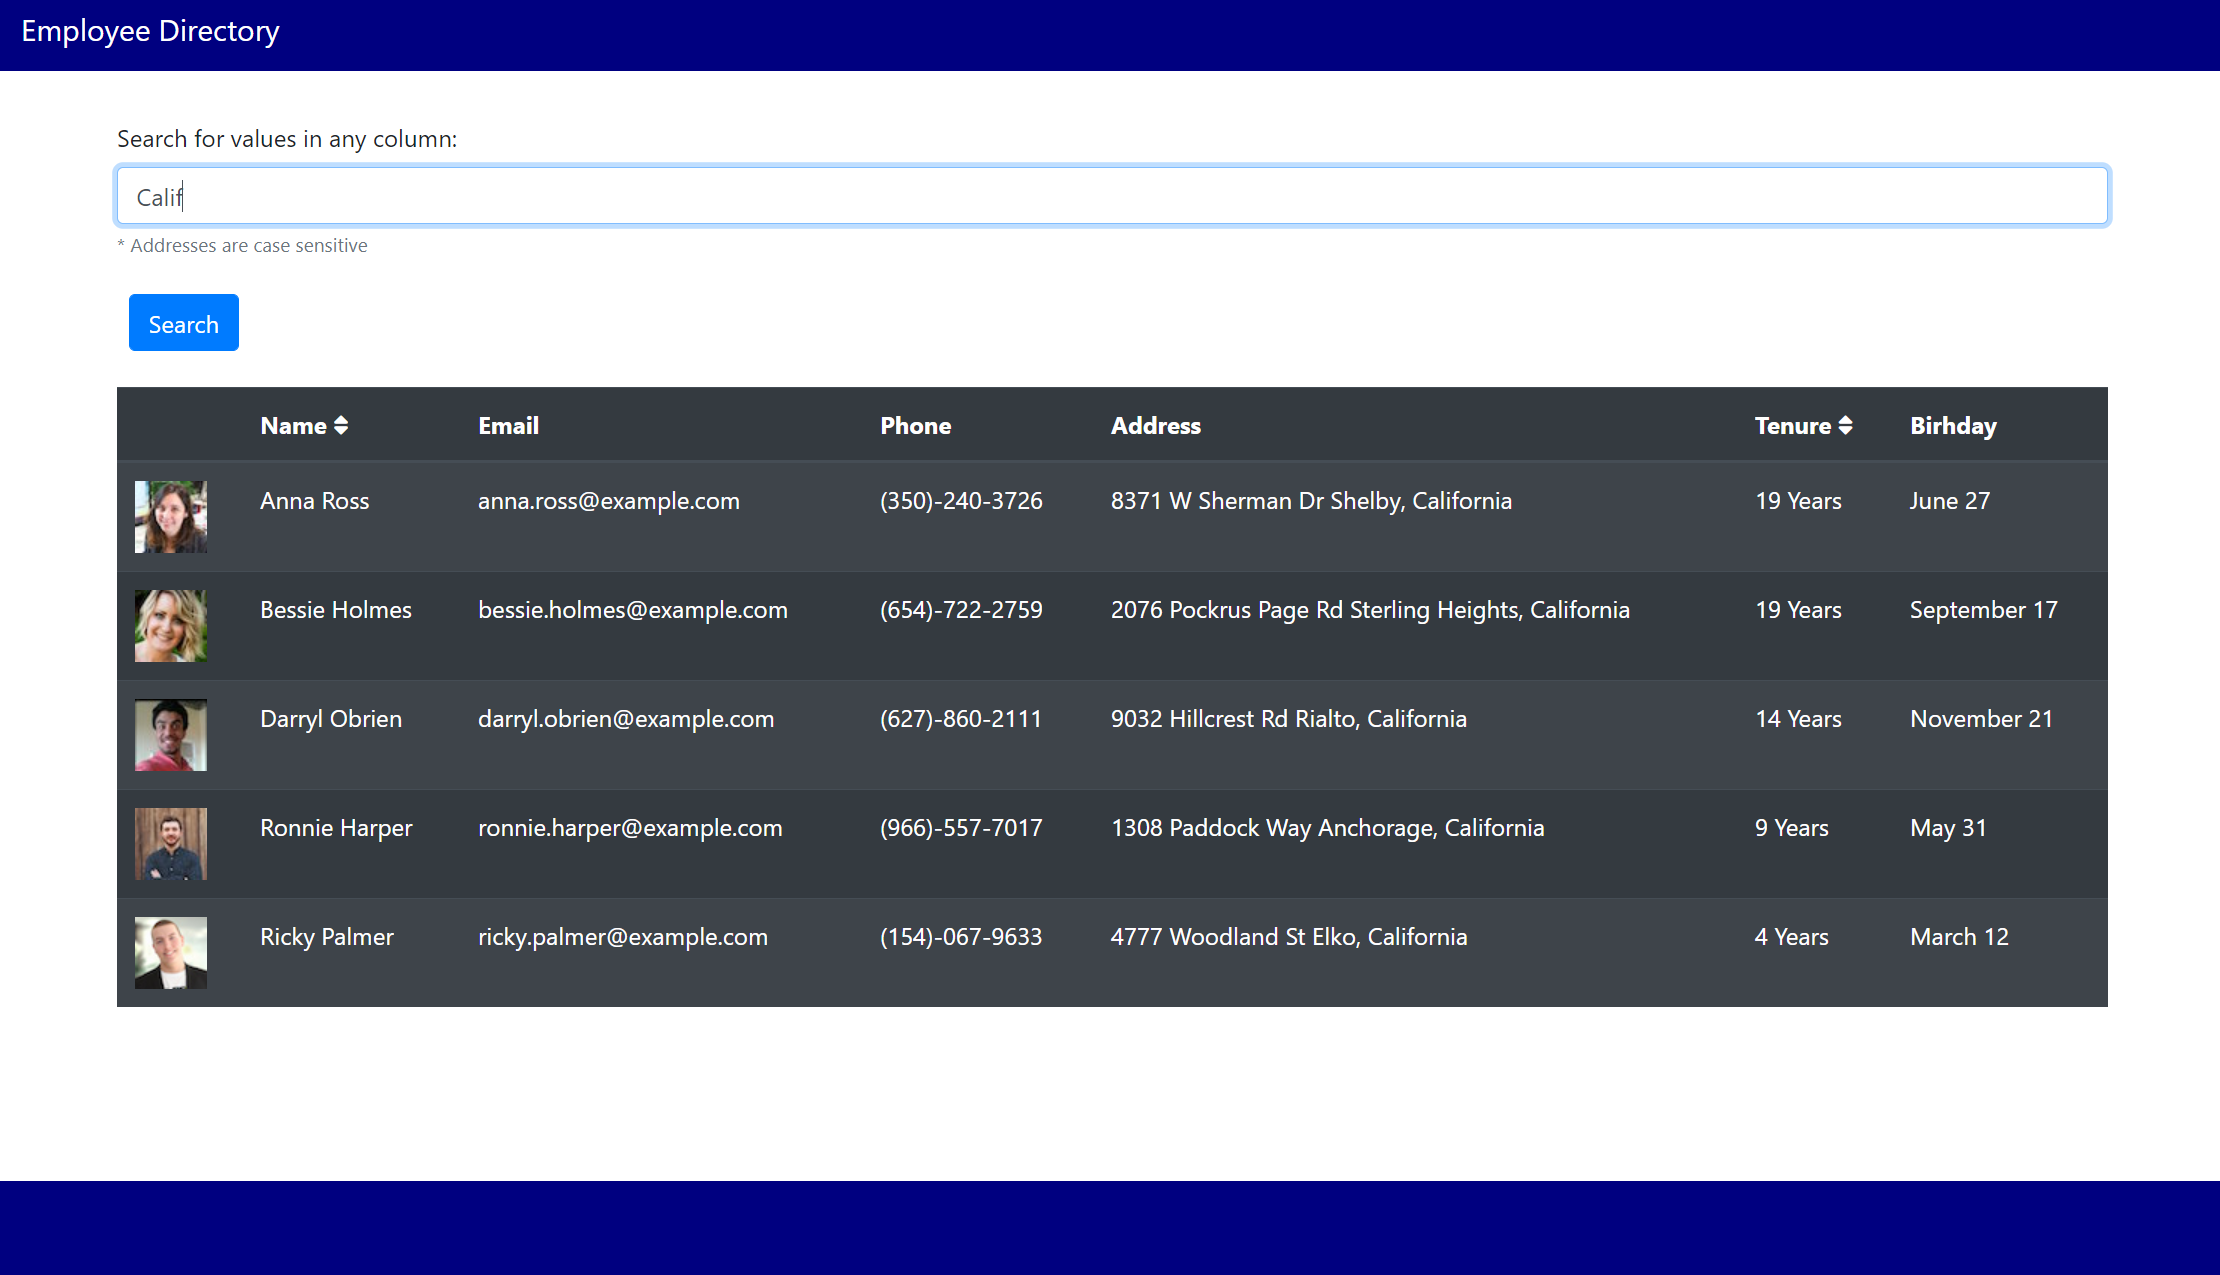 Employee Directory
Search for values in any column:
Calif
* Addresses are case sensitive
Search
Name Email Phone Address Tenure Birhday
Anna Ross anna.ross@example.com (350)-240-3726 8371 W Sherman Dr Shelby, California 19 Years June 27
Bessie Holmes bessie.holmes@example.com (654)-722-2759 2076 Pockrus Page Rd Sterling Heights, California 19 Years September 17
Darryl Obrien darryl.obrien@example.com (627)-860-2111 9032 Hillcrest Rd Rialto, California 14 Years November 21
Ronnie Harper ronnie.harper@example.com (966)-557-7017 1308 Paddock Way Anchorage, California 9 Years May 31
Ricky Palmer ricky.palmer@example.com (154)-067-9633 4777 Woodland St Elko, California 4 Years March 12